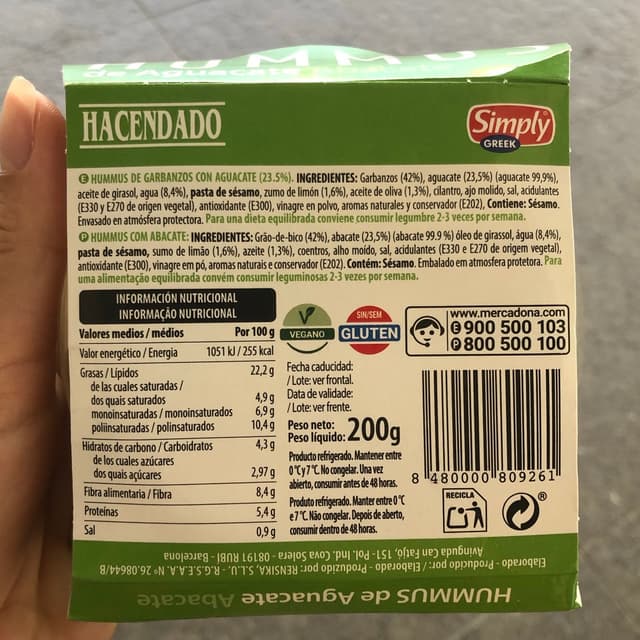 HUMMUS
de Aguacate
HACENDADO
Simply
GREEK
E HUMMUS DE GARBANZOS CON AGUACATE (23.5%). INGREDIENTES: Garbanzos (42%), aguacate (23,5%) (aguacate 99,9%),
aceite de girasol, agua (8,4%), pasta de sésamo, zumo de limón (1,6%), aceite de oliva (1,3%), cilantro, ajo molido, sal, acidulantes
(E330 y E270 de origen vegetal), antioxidante (E300), vinagre en polvo, aromas naturales y conservador (E202). Contiene: Sésamo.
Envasado en atmósfera protectora. Para una dieta equilibrada conviene consumir legumbre 2-3 veces por semana.
P HUMMUS COM ABACATE: INGREDIENTES: Grão-de-bico (42%), abacate (23,5%) (abacate 99.9 %) óleo de girassol, água (8,4%),
pasta de sésamo, sumo de limão (1,6%), azeite (1,3%), coentros, alho moído, sal, acidulantes (E330 e E270 de origem vegetal),
antioxidante (E300), vinagre em pó, aromas naturais e conservador (E202). Contém: Sésamo. Embalado em atmosfera protetora. Para
uma alimentação equilibrada convém consumir leguminosas 2-3 vezes por semana.
INFORMACIÓN NUTRICIONAL
INFORMAÇÃO NUTRICIONAL
Valores medios / médios Por 100 g
Valor energético / Energia 1051 kJ / 255 kcal
Grasas / Lípidos 22,2 g
de las cuales saturadas /
dos quais saturados 4,9 g
monoinsaturadas / monoinsaturados 6,9 g
poliinsaturadas / polinsaturados 10,4 g
Hidratos de carbono / Carboidratos 4,3 g
de los cuales azúcares
dos quais açúcares 2,97 g
Fibra alimentaria / Fibra 8,4 g
Proteínas 5,4 g
Sal 0,9 g
V
VEGANO
SIN/SEM
GLUTEN
www.mercadona.com
E 900 500 103
P 800 500 100
Fecha caducidad:
/ Lote: ver frontal.
Data de validade:
/ Lote: ver frente.
Peso neto:
Peso líquido: 200g
Producto refrigerado. Mantener entre
0 °C y 7 °C. No congelar. Una vez
abierto, consumir antes de 48 horas.
Produto refrigerado. Manter entre 0 °C
e 7 °C. Não congelar. Depois de aberto,
consumir dentro de 48 horas.
8 480000 809261
RECICLA
®
Elaborado - Producido por: / Elaborado - Produzido por: RENSIKA, S.L.U. - R.G.S.E.A.A. Nº 26.08644/B
Avinguda Can Fatjó, 151- Pol. Ind. Cova Solera - 08191 RUBÍ - Barcelona
HUMMUS de Aguacate Abacate